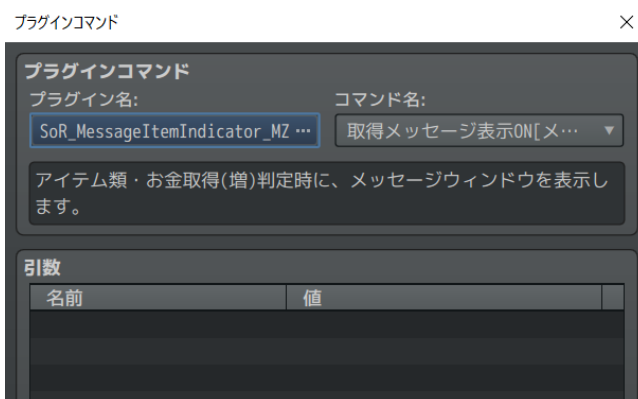 プラグインコマンド
プラグインコマンド
プラグイン名:
コマンド名:
SoR_MessageItemIndicator_MZ …
取得メッセージ表示ON[メ…
アイテム類・お金取得(増)判定時に、メッセージウィンドウを表示し
ます。
引数
名前
値